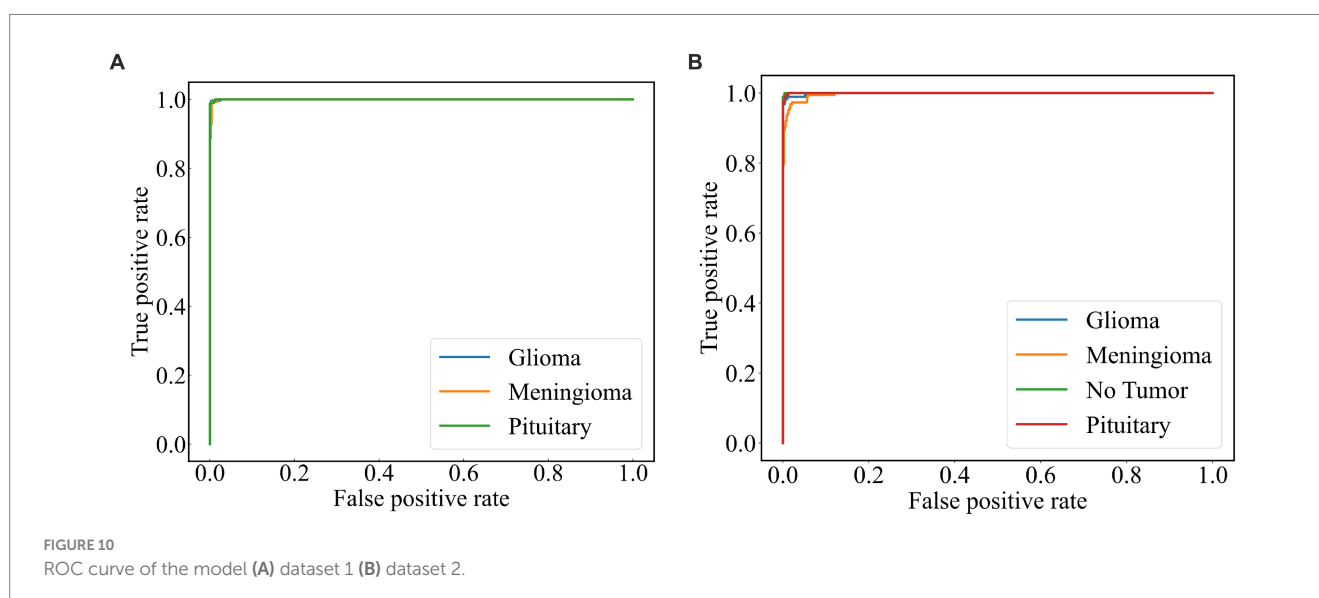 A
1.0
0.8
0.6
0.4
0.2
0.0
True positive rate
Glioma
Meningioma
Pituitary
0.0 0.2 0.4 0.6 0.8 1.0
False positive rate
B
1.0
0.8
0.6
0.4
0.2
0.0
True positive rate
Glioma
Meningioma
No Tumor
Pituitary
0.0 0.2 0.4 0.6 0.8 1.0
False positive rate
FIGURE 10
ROC curve of the model (A) dataset 1 (B) dataset 2.